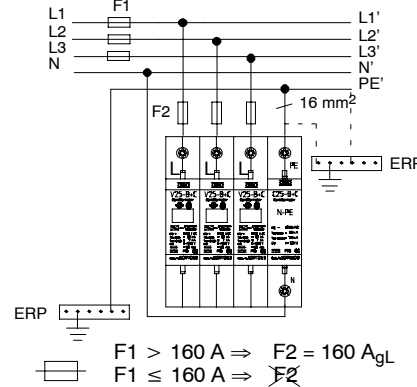 F1
L1 L1'
L2 L2'
L3 L3'
N N'
PE'
F2 16 mm²
ERP
L L L PE
V25-B+C V25-B+C V25-B+C C25-B+C
N-PE
N
ERP
F1 > 160 A ⇒ F2 = 160 AgL
F1 ≤ 160 A ⇒ F2